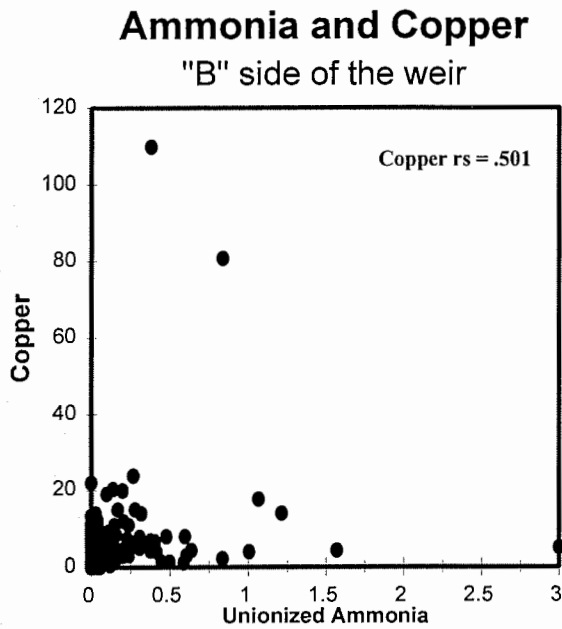 Ammonia and Copper
"B" side of the weir
120
Copper rs = .501
100
80
60
40
20
0
Copper
0 0.5 1 1.5 2 2.5 3
Unionized Ammonia